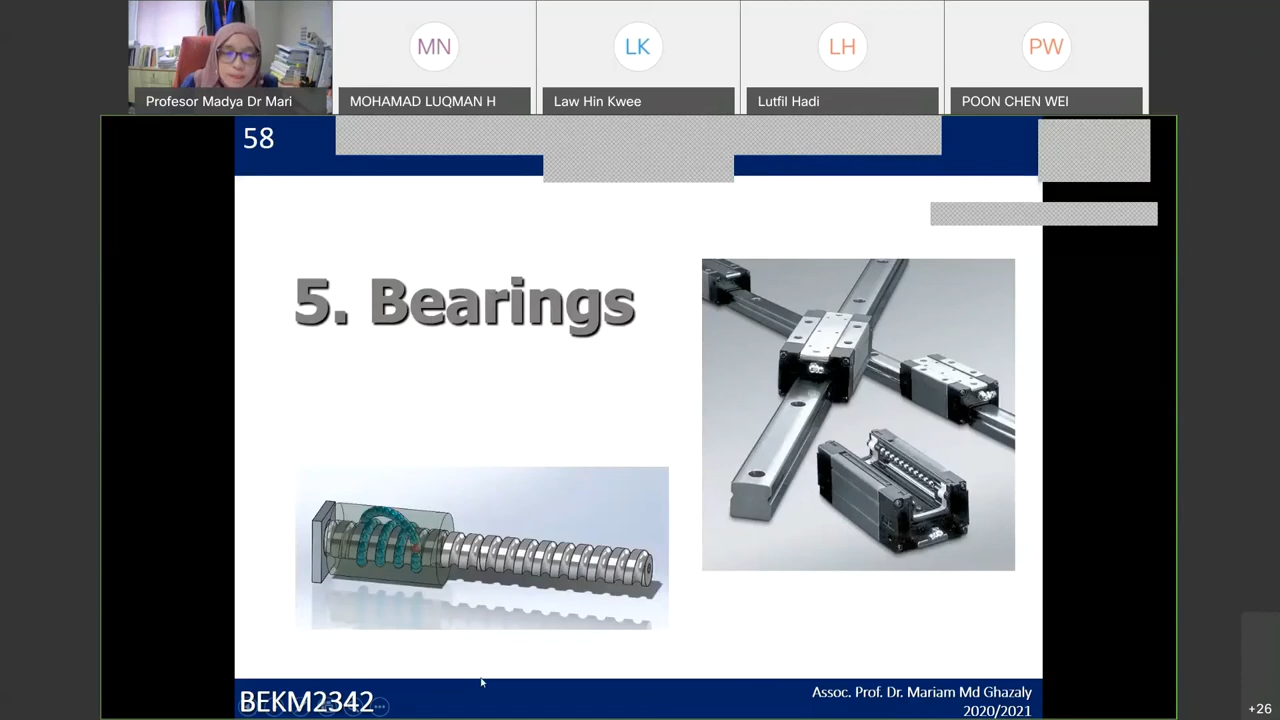 MN
LK
LH
PW
Profesor Madya Dr Mari
MOHAMAD LUQMAN H
Law Hin Kwee
Lutfil Hadi
POON CHEN WEI
58
5. Bearings
BEKM2342
Assoc. Prof. Dr. Mariam Md Ghazaly
2020/2021
+26